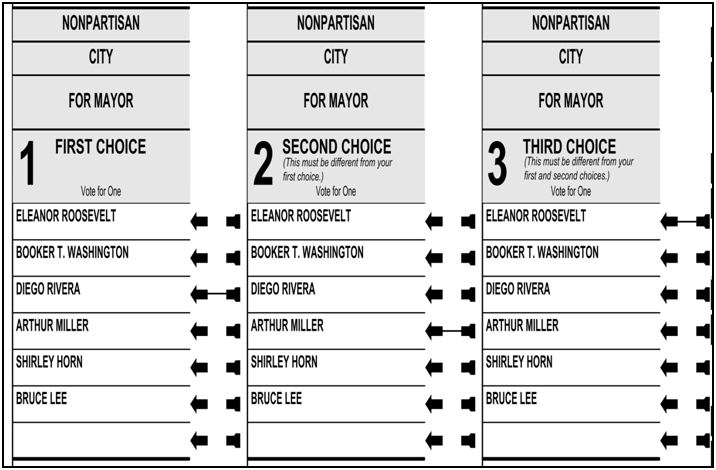 NONPARTISAN
CITY
FOR MAYOR
1
FIRST CHOICE
Vote for One
ELEANOR ROOSEVELT
BOOKER T. WASHINGTON
DIEGO RIVERA
ARTHUR MILLER
SHIRLEY HORN
BRUCE LEE
NONPARTISAN
CITY
FOR MAYOR
2
SECOND CHOICE
(This must be different from your
first choice.)
Vote for One
ELEANOR ROOSEVELT
BOOKER T. WASHINGTON
DIEGO RIVERA
ARTHUR MILLER
SHIRLEY HORN
BRUCE LEE
NONPARTISAN
CITY
FOR MAYOR
3
THIRD CHOICE
(This must be different from your
first and second choices.)
Vote for One
ELEANOR ROOSEVELT
BOOKER T. WASHINGTON
DIEGO RIVERA
ARTHUR MILLER
SHIRLEY HORN
BRUCE LEE